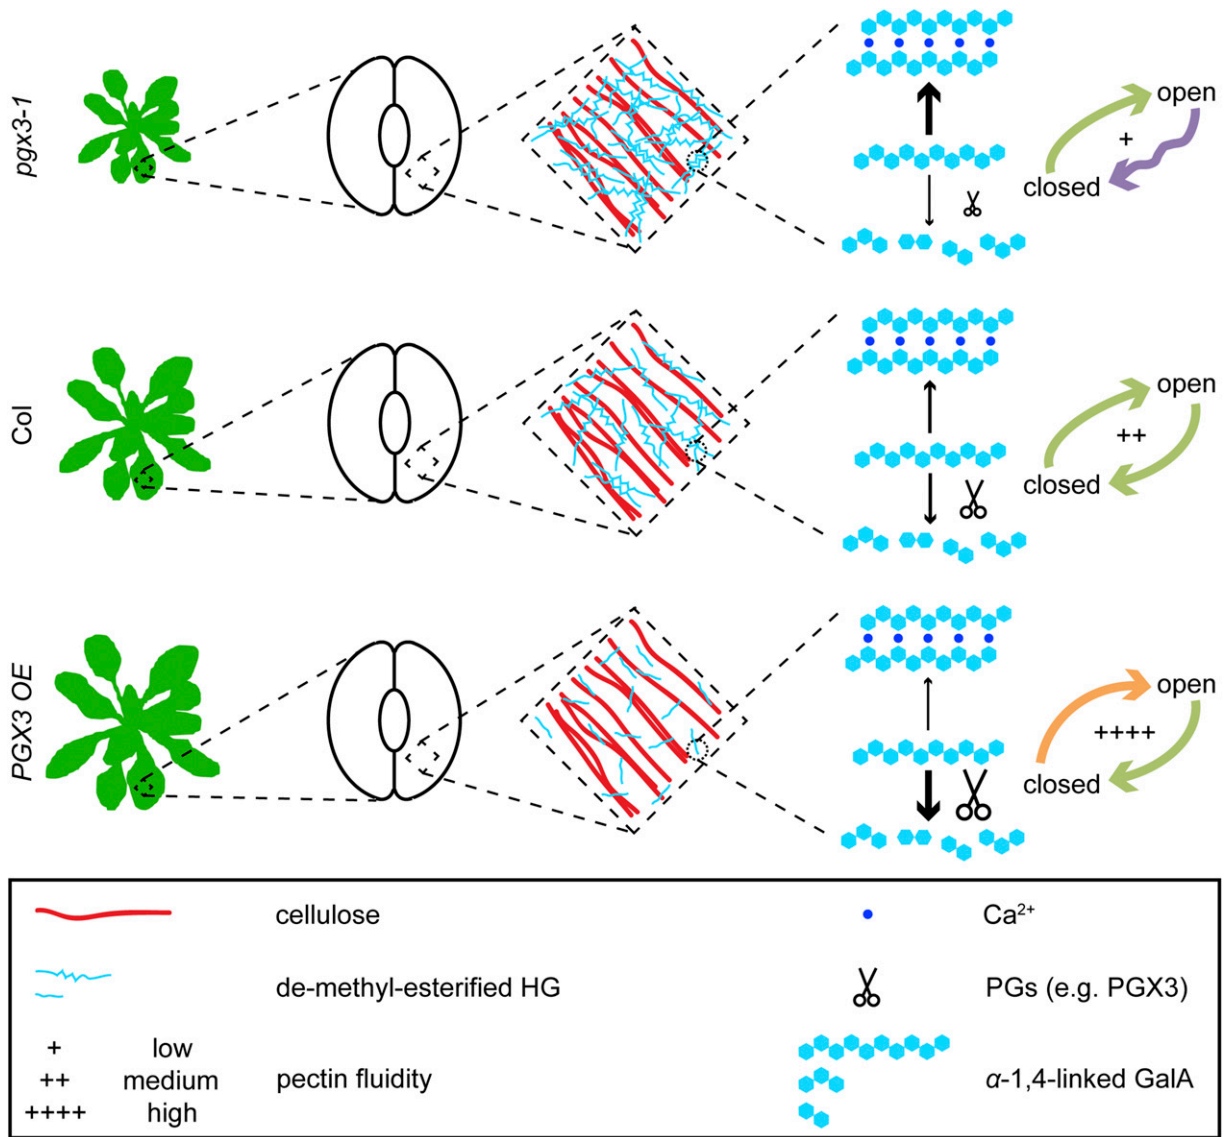 pgx3-1
open
+
closed
Col
open
++
closed
PGX3 OE
open
++++
closed
cellulose
Ca²⁺
de-methyl-esterified HG
PGs (e.g. PGX3)
+ low
++ medium
pectin fluidity
++++ high
α-1,4-linked GalA